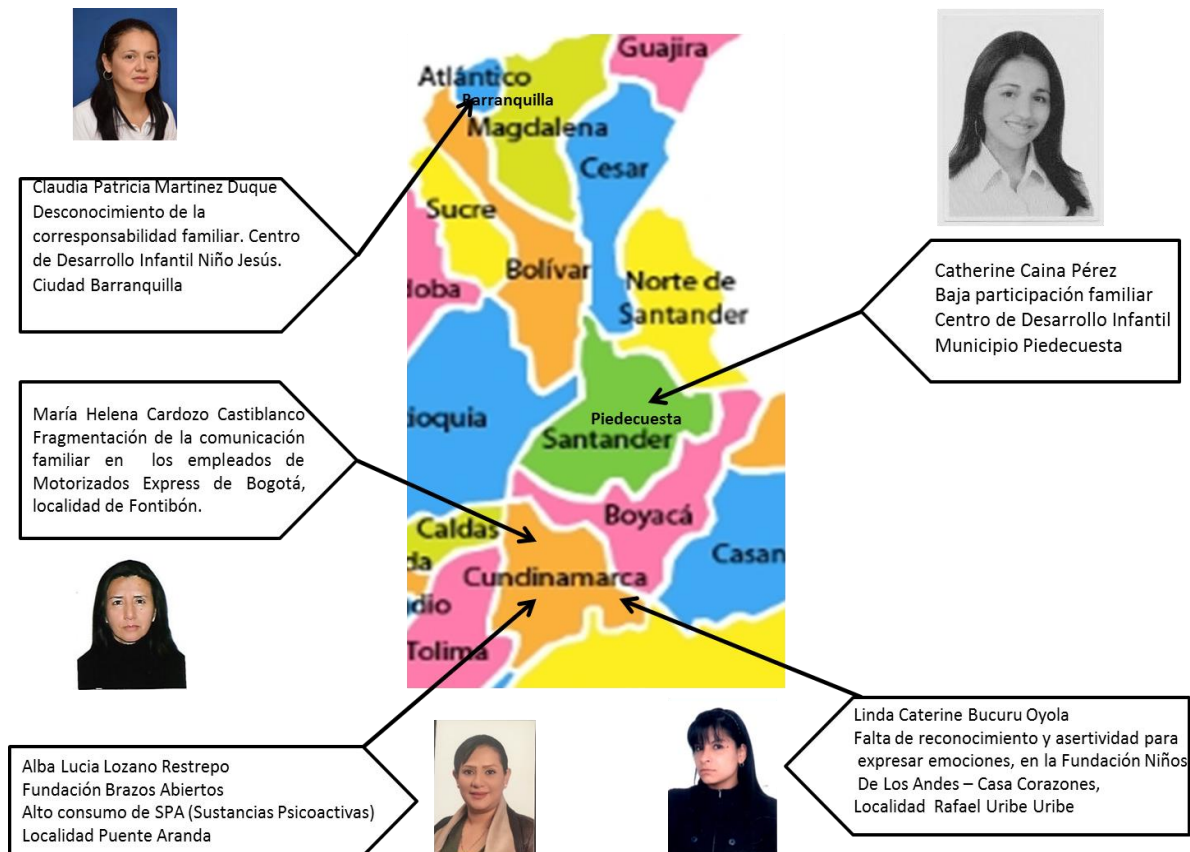 Guajira
Atlántico
Barranquilla
Magdalena
Cesar
Claudia Patricia Martinez Duque
Desconocimiento de la
corresponsabilidad familiar. Centro
de Desarrollo Infantil Niño Jesús.
Ciudad Barranquilla
Sucre
Bolívar
Norte de
Santander
doba
Catherine Caina Pérez
Baja participación familiar
Centro de Desarrollo Infantil
Municipio Piedecuesta
María Helena Cardozo Castiblanco
Fragmentación de la comunicación
familiar en los empleados de
Motorizados Express de Bogotá,
localidad de Fontibón.
ioquia
Piedecuesta
Santander
Boyacá
Caldas
Casan
da
Cundinamarca
dio
Tolima
Alba Lucia Lozano Restrepo
Fundación Brazos Abiertos
Alto consumo de SPA (Sustancias Psicoactivas)
Localidad Puente Aranda
Linda Caterine Bucuru Oyola
Falta de reconocimiento y asertividad para
expresar emociones, en la Fundación Niños
De Los Andes – Casa Corazones,
Localidad Rafael Uribe Uribe